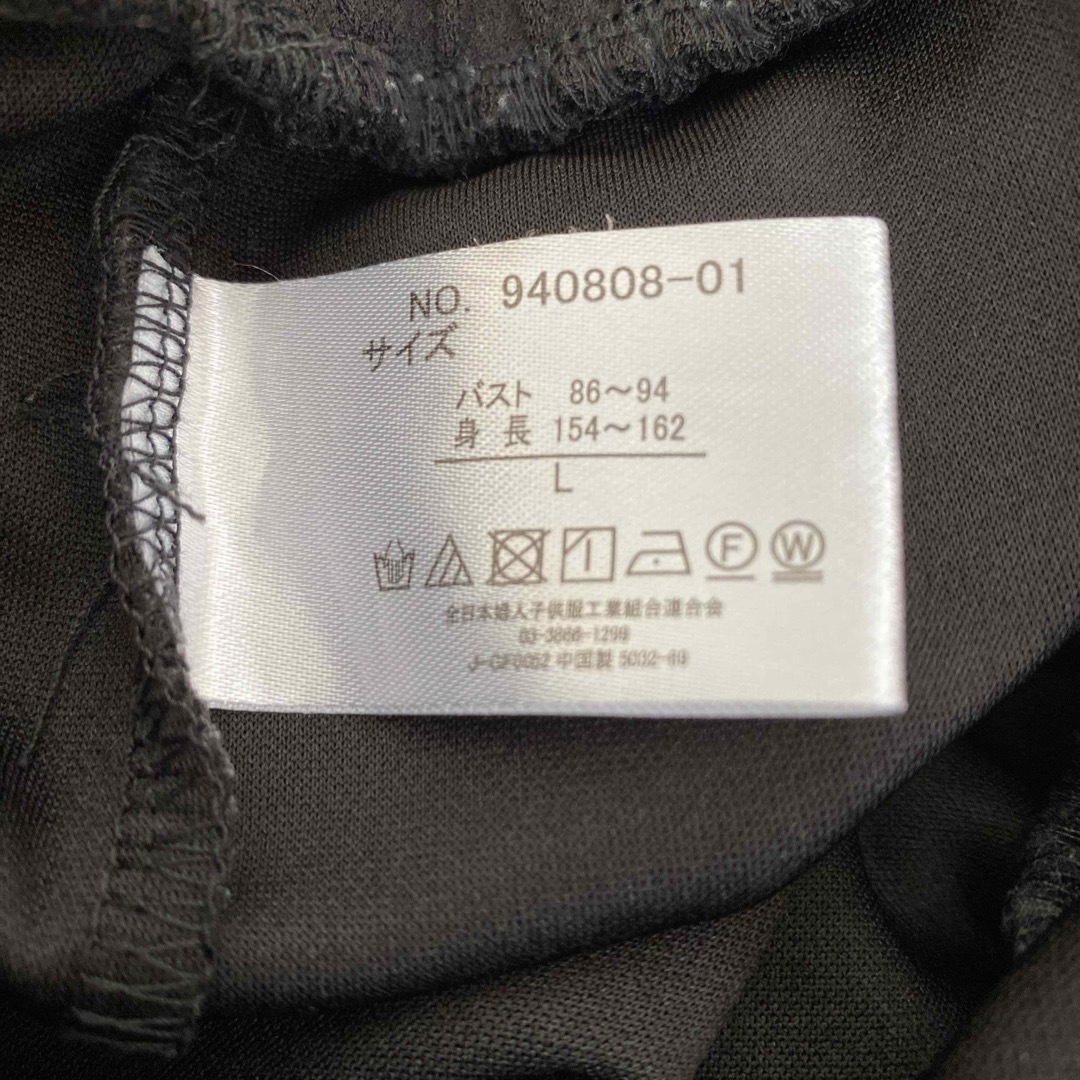 NO. 940808-01
サイズ
バスト 86～94
身長 154～162
L
F W
全日本婦人子供服工業組合連合会
03-3866-1299
J-CF0052 中国製 5032-69